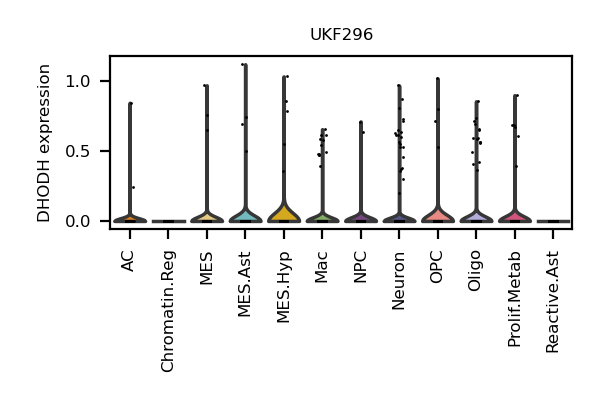 UKF296
DHODH expression
1.0
0.5
0.0
AC
Chromatin.Reg
MES
MES.Ast
MES.Hyp
Mac
NPC
Neuron
OPC
Oligo
Prolif.Metab
Reactive.Ast